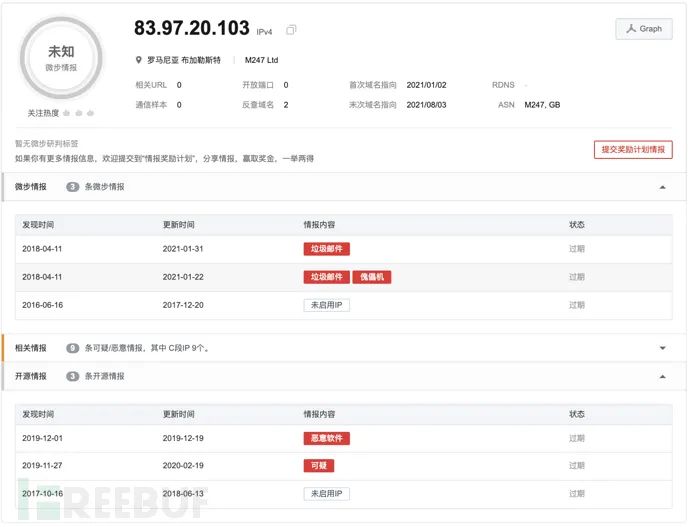 未知
微步情报
关注热度
83.97.20.103 IPv4
Graph
罗马尼亚 布加勒斯特 M247 Ltd
相关URL 0 开放端口 0 首次域名指向 2021/01/02 RDNS -
通信样本 0 反查域名 2 末次域名指向 2021/08/03 ASN M247, GB
暂无微步研判标签
如果你有更多情报信息，欢迎提交到“情报奖励计划”，分享情报，赢取奖金，一举两得
提交奖励计划情报
微步情报 3 条微步情报
发现时间 更新时间 情报内容 状态
2018-04-11 2021-01-31 垃圾邮件 过期
2018-04-11 2021-01-22 垃圾邮件 傀儡机 过期
2016-06-16 2017-12-20 未启用IP 过期
相关情报 9 条可疑/恶意情报，其中 C段IP 9个。
开源情报 3 条开源情报
发现时间 更新时间 情报内容 状态
2019-12-01 2019-12-19 恶意软件 过期
2019-11-27 2020-02-19 可疑 过期
2017-10-16 2018-06-13 未启用IP 过期
FREEBUF